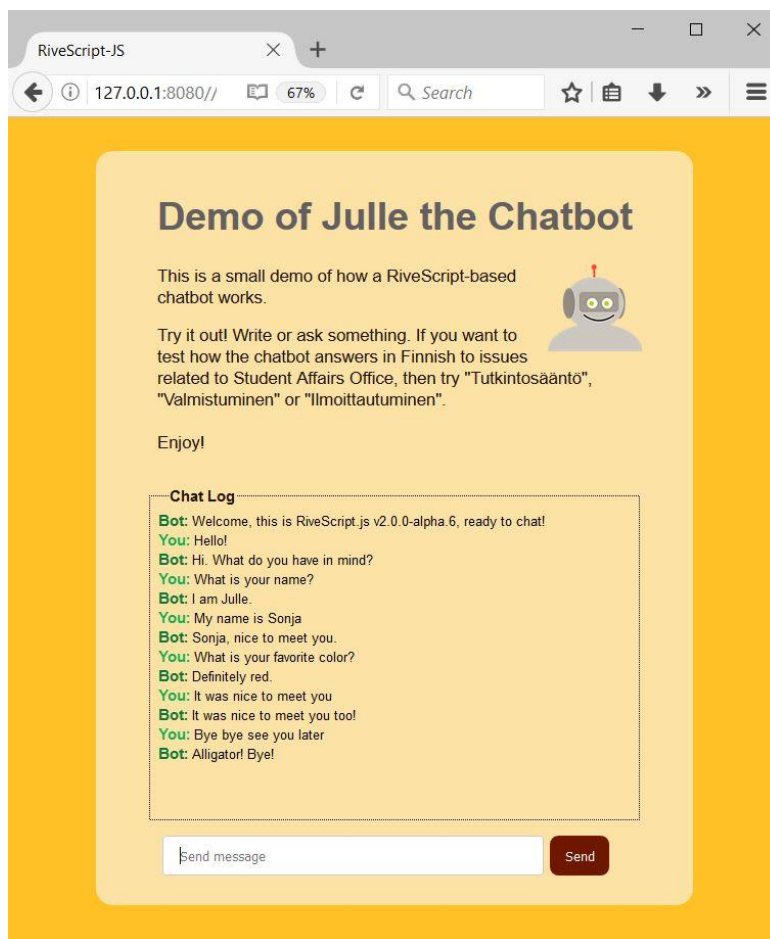 RiveScript-JS
127.0.0.1:8080//
67%
Search
Demo of Julle the Chatbot
This is a small demo of how a RiveScript-based
chatbot works.
Try it out! Write or ask something. If you want to
test how the chatbot answers in Finnish to issues
related to Student Affairs Office, then try "Tutkintosääntö",
"Valmistuminen" or "Ilmoittautuminen".
Enjoy!
Chat Log
Bot: Welcome, this is RiveScript.js v2.0.0-alpha.6, ready to chat!
You: Hello!
Bot: Hi. What do you have in mind?
You: What is your name?
Bot: I am Julle.
You: My name is Sonja
Bot: Sonja, nice to meet you.
You: What is your favorite color?
Bot: Definitely red.
You: It was nice to meet you
Bot: It was nice to meet you too!
You: Bye bye see you later
Bot: Alligator! Bye!
Send message
Send